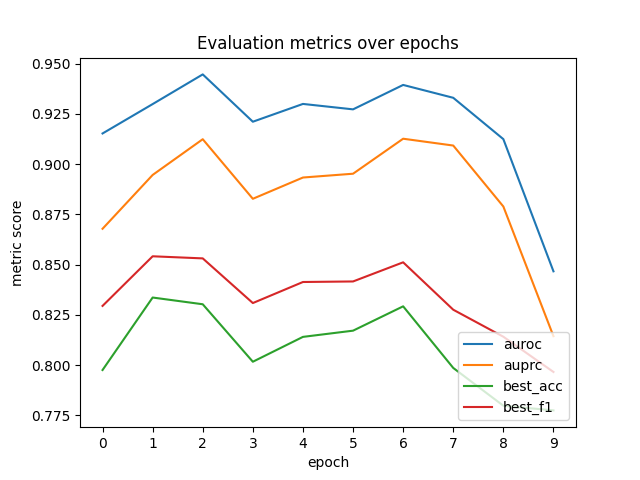 Evaluation metrics over epochs
metric score
0.950
0.925
0.900
0.875
0.850
0.825
0.800
0.775
auroc
auprc
best_acc
best_f1
0 1 2 3 4 5 6 7 8 9
epoch